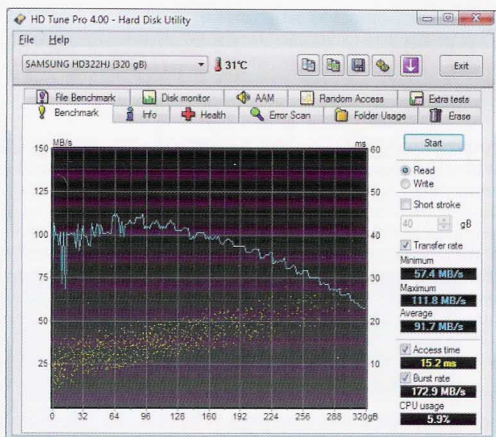 HD Tune Pro 4.00 - Hard Disk Utility
File Help
SAMSUNG HD322HJ (320 gB) 31°C Exit
File Benchmark Disk monitor AAM Random Access Extra tests
Benchmark Info Health Error Scan Folder Usage Erase
150 MB/s ms 60
125 50
100 40
75 30
50 20
25 10
0 32 64 96 128 160 192 224 256 288 320gB
Start
Read
Write
Short stroke
40 gB
Transfer rate
Minimum
57.4 MB/s
Maximum
111.8 MB/s
Average
91.7 MB/s
Access time
15.2 ms
Burst rate
172.9 MB/s
CPU usage
5.9%